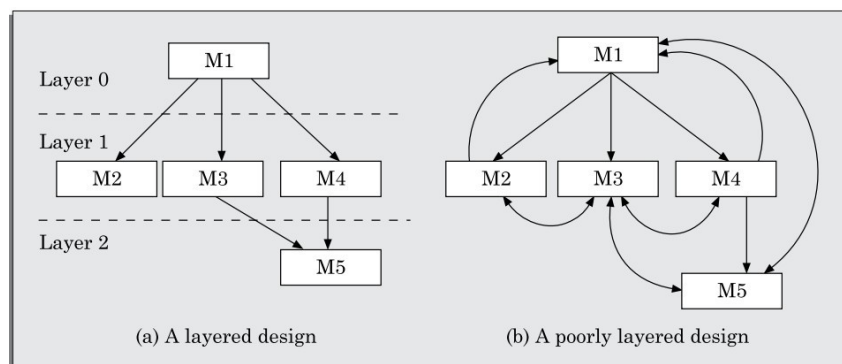 M1
Layer 0
Layer 1
M2
M3
M4
Layer 2
M5
(a) A layered design
M1
M2
M3
M4
M5
(b) A poorly layered design